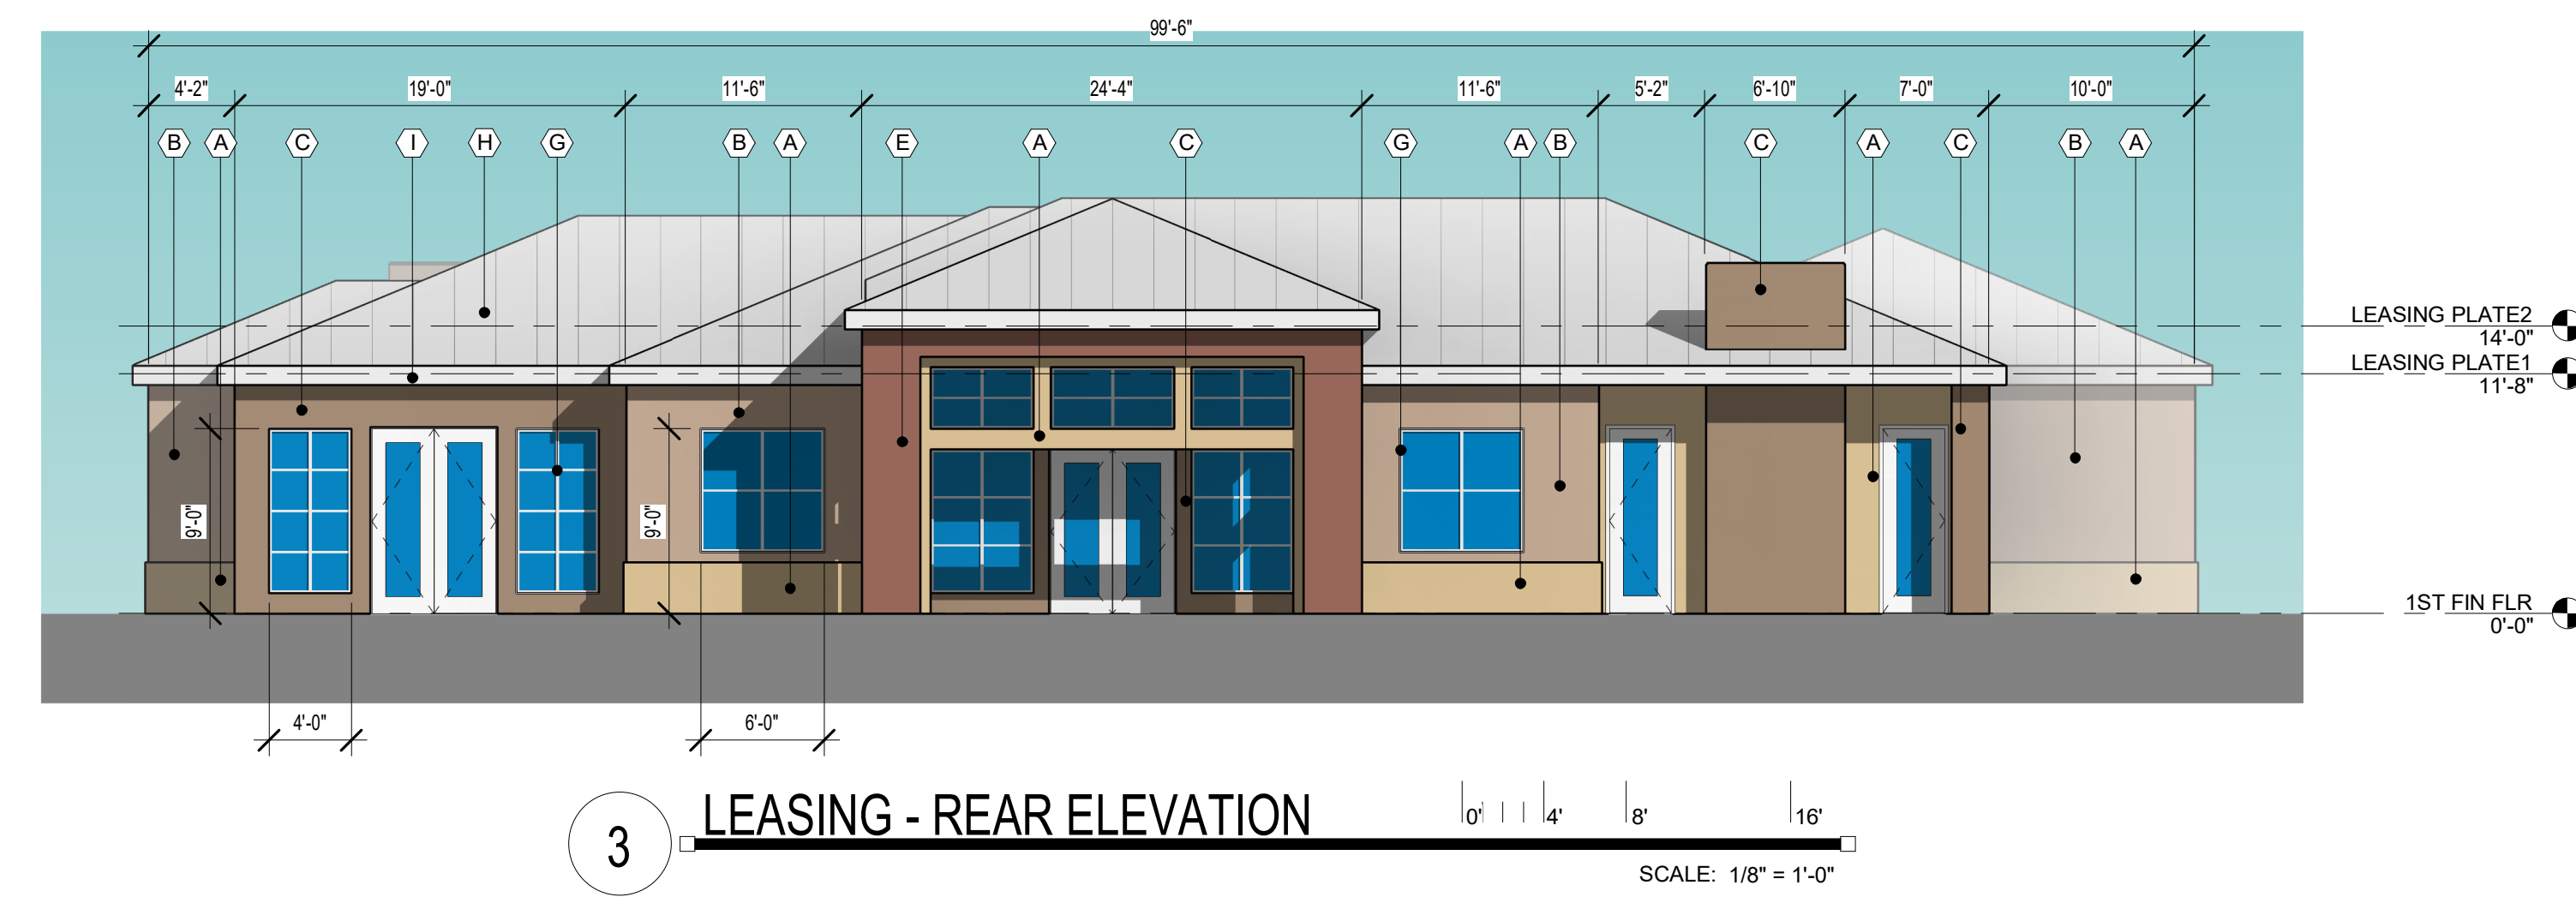 99'-6"
4'-2" 19'-0" 11'-6" 24'-4" 11'-6" 5'-2" 6'-10" 7'-0" 10'-0"
B A C I H G B A E A C G A B C A C B A
LEASING PLATE2
14'-0"
LEASING PLATE1
11'-8"
9'-0" 9'-0"
1ST FIN FLR
0'-0"
4'-0" 6'-0"
3 LEASING - REAR ELEVATION
0' 4' 8' 16'
SCALE: 1/8" = 1'-0"